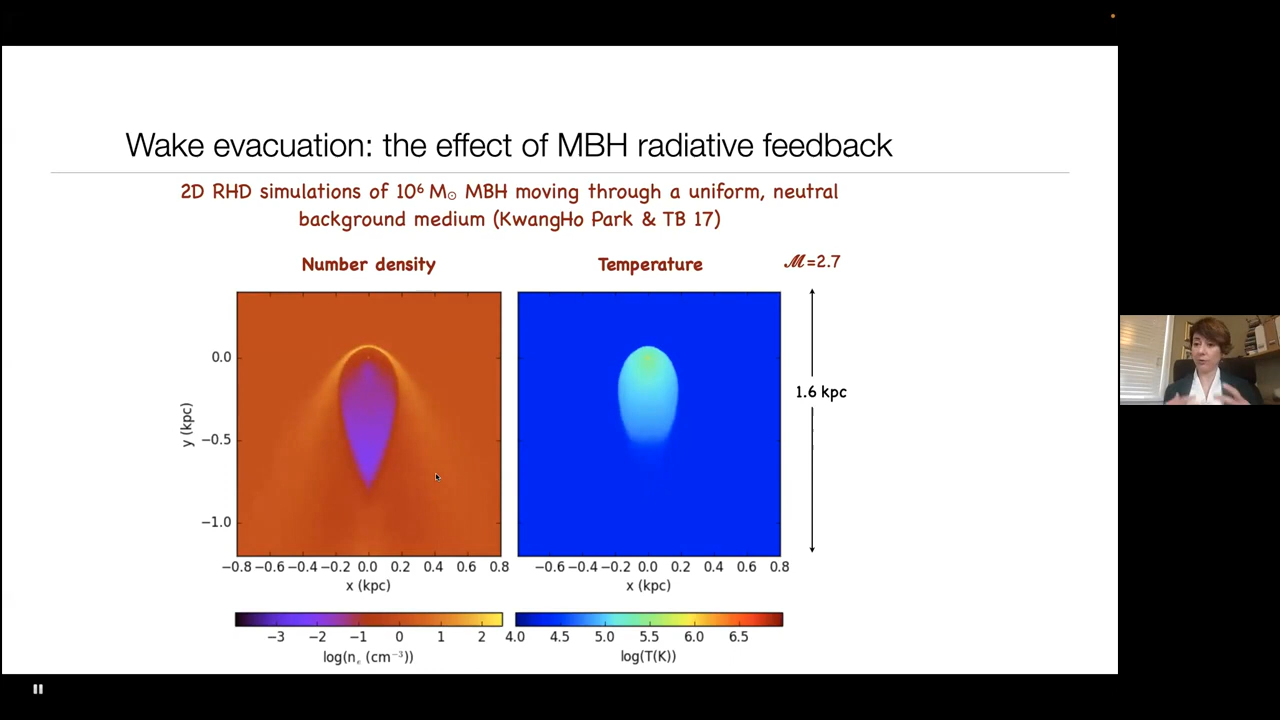 Wake evacuation: the effect of MBH radiative feedback
2D RHD simulations of 10⁶ M☉ MBH moving through a uniform, neutral
background medium (KwangHo Park & TB 17)
Number density
Temperature
ℳ=2.7
0.0
−0.5
−1.0
y (kpc)
1.6 kpc
−0.8 −0.6 −0.4 −0.2 0.0 0.2 0.4 0.6 0.8
−0.6 −0.4 −0.2 0.0 0.2 0.4 0.6 0.8
x (kpc)
x (kpc)
−3 −2 −1 0 1 2
4.0 4.5 5.0 5.5 6.0 6.5
log(nₑ (cm⁻³))
log(T(K))